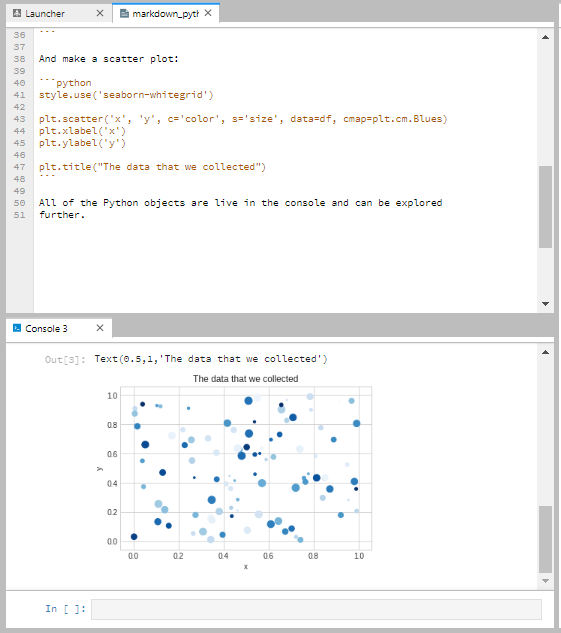 Launcher ×
markdown_pyth ×
36 ```
37
38 And make a scatter plot:
39
40 ```python
41 style.use('seaborn-whitegrid')
42
43 plt.scatter('x', 'y', c='color', s='size', data=df, cmap=plt.cm.Blues)
44 plt.xlabel('x')
45 plt.ylabel('y')
46
47 plt.title("The data that we collected")
48 ```
49
50 All of the Python objects are live in the console and can be explored
51 further.
Console 3 ×
Out[3]: Text(0.5,1,'The data that we collected')
The data that we collected
1.0
0.8
0.6
y
0.4
0.2
0.0
0.0 0.2 0.4 0.6 0.8 1.0
x
In [ ]: